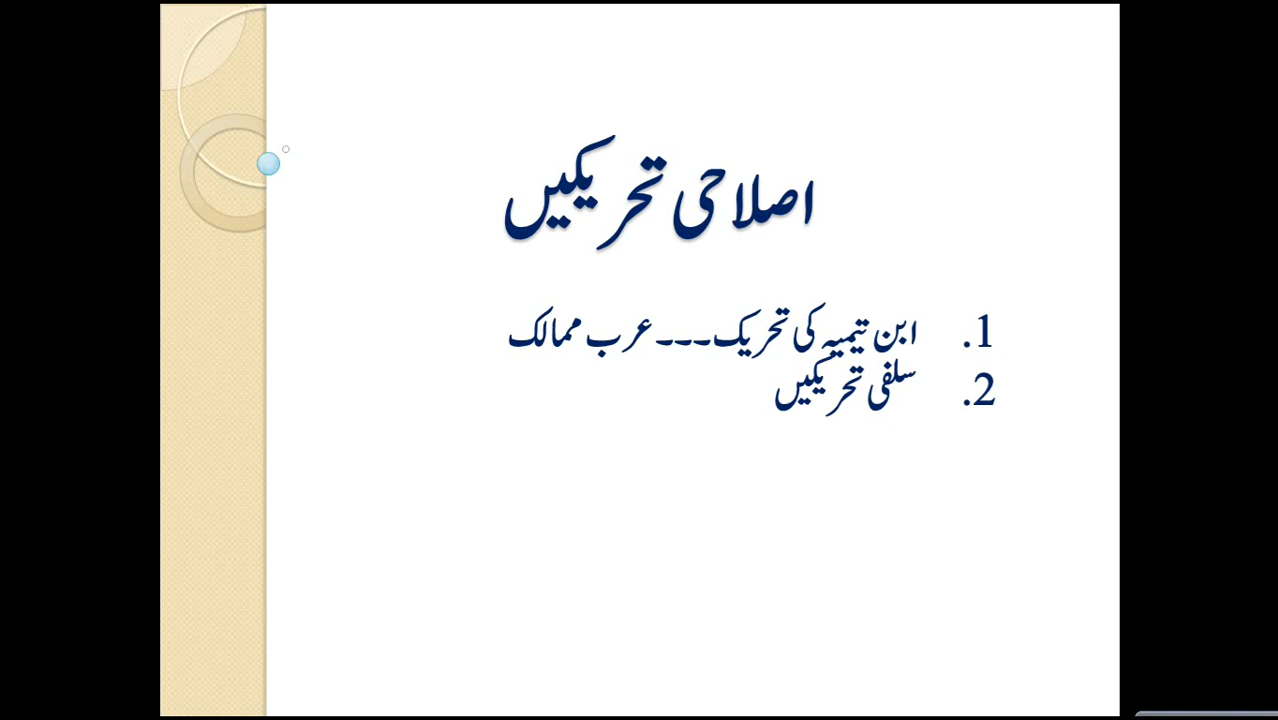 اصلاحی تحریکیں
1. ابن تیمیہ کی تحریک۔۔۔عرب ممالک
2. سلفی تحریکیں